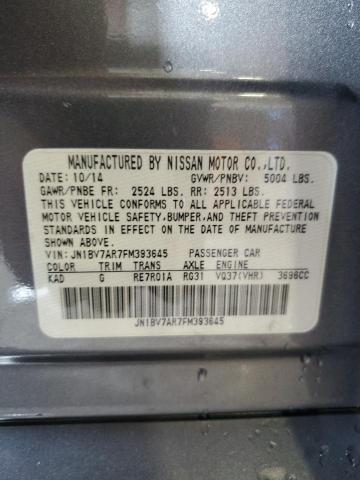 MANUFACTURED BY NISSAN MOTOR CO.,LTD.
DATE: 10/14 GVWR/PNBV: 5004 LBS.
GAWR/PNBE FR: 2524 LBS. RR: 2513 LBS.
THIS VEHICLE CONFORMS TO ALL APPLICABLE FEDERAL
MOTOR VEHICLE SAFETY,BUMPER,AND THEFT PREVENTION
STANDARDS IN EFFECT ON THE DATE OF MANUFACTURE
SHOWN ABOVE.
VIN: JN1BV7AR7FM393645 PASSENGER CAR
COLOR TRIM TRANS AXLE ENGINE
KAD G RE7R01A RG31 VQ37(VHR) 3696CC
JN1BV7AR7FM393645